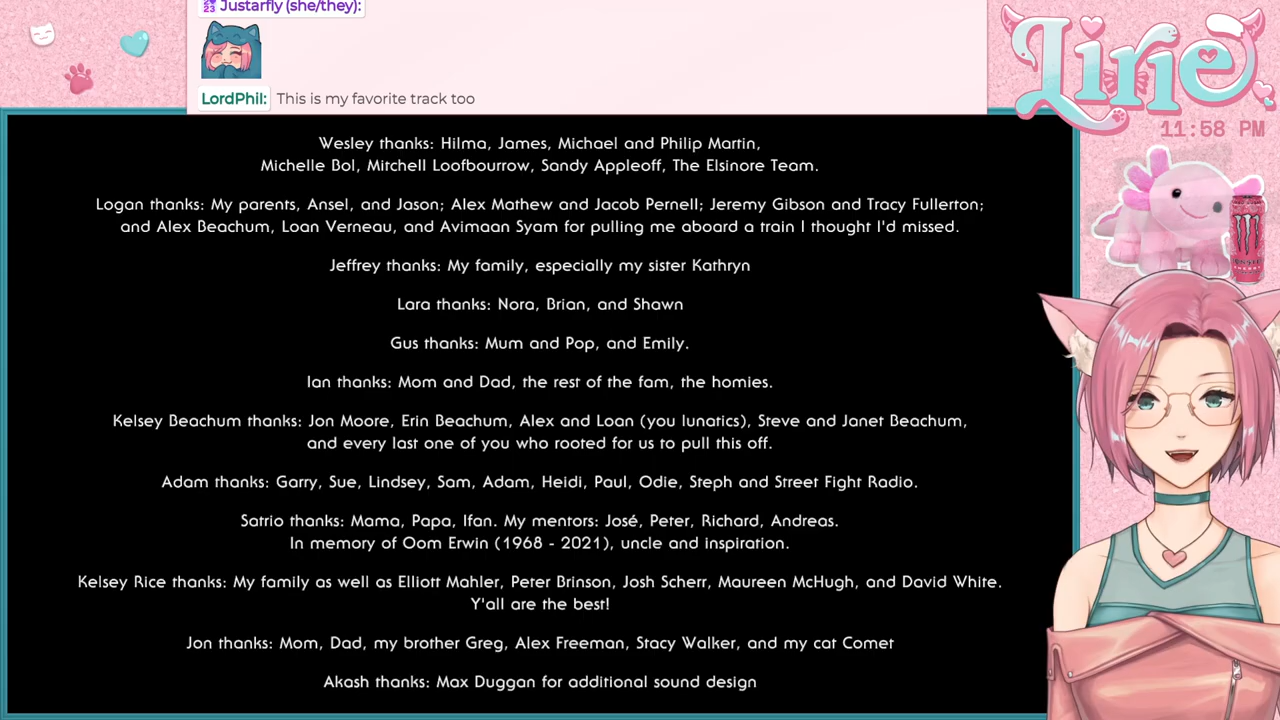 Justarfly (she/they):
LordPhil: This is my favorite track too
Lirie
11:58 PM
Wesley thanks: Hilma, James, Michael and Philip Martin,
Michelle Bol, Mitchell Loofbourrow, Sandy Appleoff, The Elsinore Team.
Logan thanks: My parents, Ansel, and Jason; Alex Mathew and Jacob Pernell; Jeremy Gibson and Tracy Fullerton;
and Alex Beachum, Loan Verneau, and Avimaan Syam for pulling me aboard a train I thought I'd missed.
Jeffrey thanks: My family, especially my sister Kathryn
Lara thanks: Nora, Brian, and Shawn
Gus thanks: Mum and Pop, and Emily.
Ian thanks: Mom and Dad, the rest of the fam, the homies.
Kelsey Beachum thanks: Jon Moore, Erin Beachum, Alex and Loan (you lunatics), Steve and Janet Beachum,
and every last one of you who rooted for us to pull this off.
Adam thanks: Garry, Sue, Lindsey, Sam, Adam, Heidi, Paul, Odie, Steph and Street Fight Radio.
Satrio thanks: Mama, Papa, Ifan. My mentors: José, Peter, Richard, Andreas.
In memory of Oom Erwin (1968 - 2021), uncle and inspiration.
Kelsey Rice thanks: My family as well as Elliott Mahler, Peter Brinson, Josh Scherr, Maureen McHugh, and David White.
Y'all are the best!
Jon thanks: Mom, Dad, my brother Greg, Alex Freeman, Stacy Walker, and my cat Comet
Akash thanks: Max Duggan for additional sound design